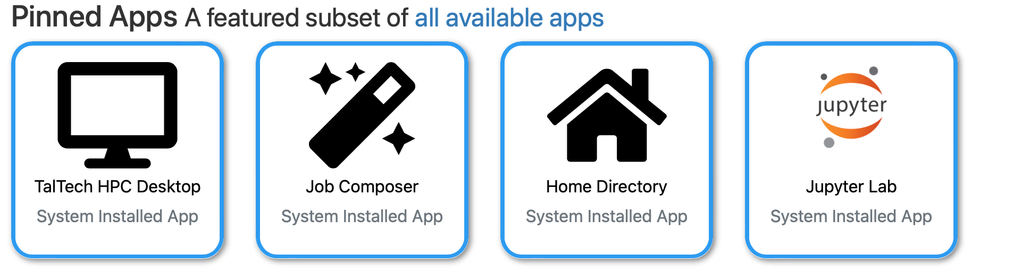 Pinned Apps A featured subset of all available apps
jupyter
TalTech HPC Desktop
Job Composer
Home Directory
Jupyter Lab
System Installed App
System Installed App
System Installed App
System Installed App